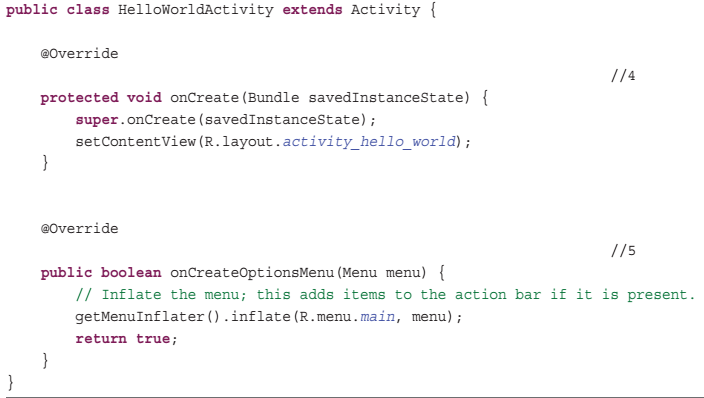 public class HelloWorldActivity extends Activity {
@Override
//4
protected void onCreate(Bundle savedInstanceState) {
super.onCreate(savedInstanceState);
setContentView(R.layout.activity_hello_world);
}
@Override
//5
public boolean onCreateOptionsMenu(Menu menu) {
// Inflate the menu; this adds items to the action bar if it is present.
getMenuInflater().inflate(R.menu.main, menu);
return true;
}
}